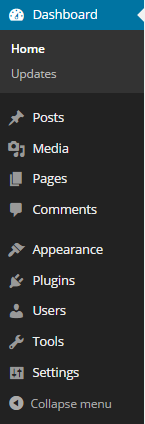 Dashboard
Home
Updates
Posts
Media
Pages
Comments
Appearance
Plugins
Users
Tools
Settings
Collapse menu